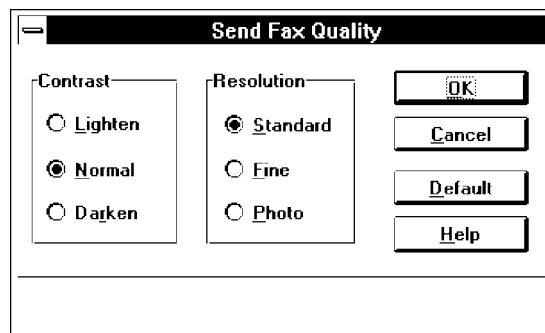 Send Fax Quality
Contrast
Lighten
Normal
Darken
Resolution
Standard
Fine
Photo
OK
Cancel
Default
Help